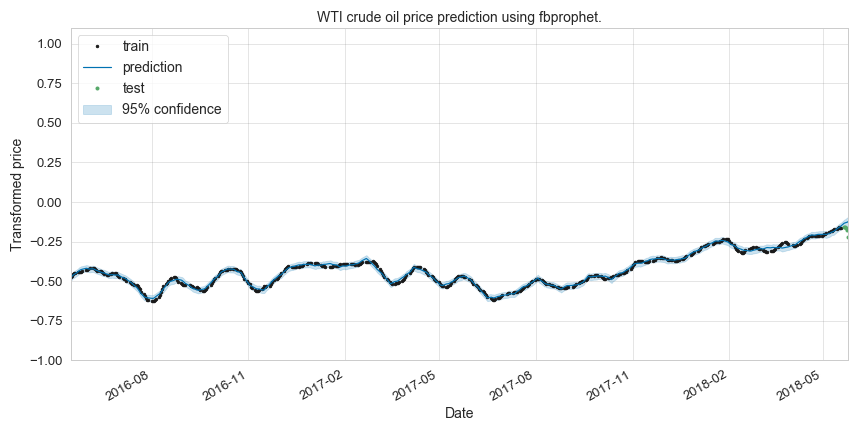 WTI crude oil price prediction using fbprophet.
train
prediction
test
95% confidence
Transformed price
1.00
0.75
0.50
0.25
0.00
−0.25
−0.50
−0.75
−1.00
2016-08
2016-11
2017-02
2017-05
2017-08
2017-11
2018-02
2018-05
Date